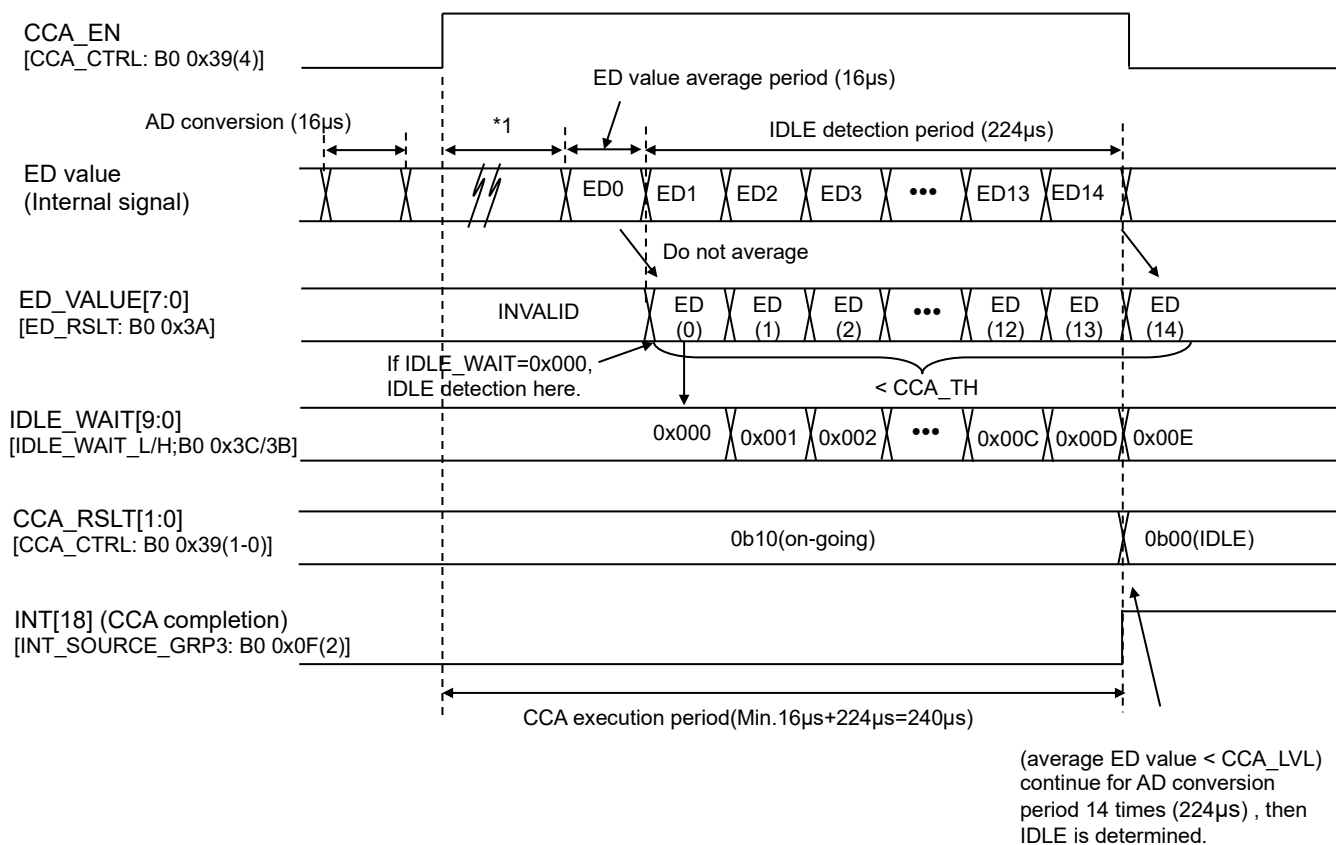 CCA_EN
[CCA_CTRL: B0 0x39(4)]
ED value average period (16µs)
AD conversion (16µs)
*1
IDLE detection period (224µs)
ED value
(Internal signal)
ED0
ED1
ED2
ED3
•••
ED13
ED14
Do not average
ED_VALUE[7:0]
[ED_RSLT: B0 0x3A]
INVALID
ED
(0)
ED
(1)
ED
(2)
•••
ED
(12)
ED
(13)
ED
(14)
If IDLE_WAIT=0x000,
IDLE detection here.
< CCA_TH
IDLE_WAIT[9:0]
[IDLE_WAIT_L/H;B0 0x3C/3B]
0x000
0x001
0x002
•••
0x00C
0x00D
0x00E
CCA_RSLT[1:0]
[CCA_CTRL: B0 0x39(1-0)]
0b10(on-going)
0b00(IDLE)
INT[18] (CCA completion)
[INT_SOURCE_GRP3: B0 0x0F(2)]
CCA execution period(Min.16µs+224µs=240µs)
(average ED value < CCA_LVL)
continue for AD conversion
period 14 times (224µs) , then
IDLE is determined.